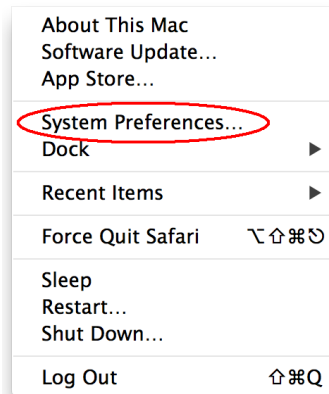 About This Mac
Software Update...
App Store...
System Preferences...
Dock ▶
Recent Items ▶
Force Quit Safari ⌥⇧⌘⎋
Sleep
Restart...
Shut Down...
Log Out ⇧⌘Q